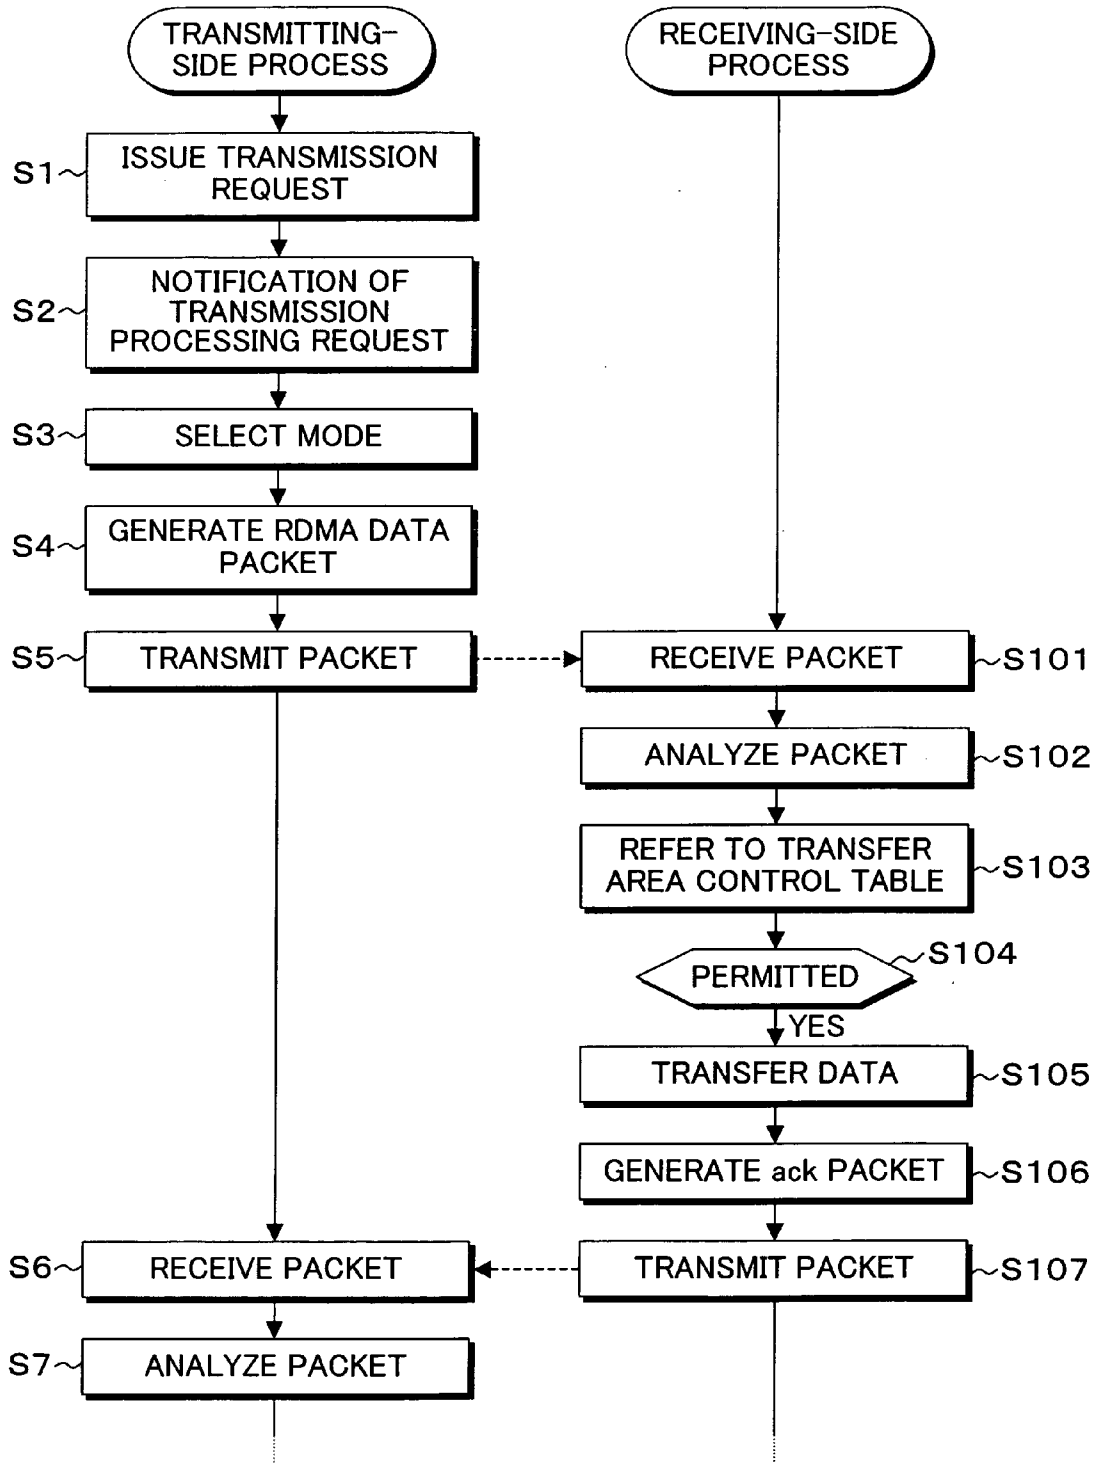 TRANSMITTING-
SIDE PROCESS
S1
ISSUE TRANSMISSION
REQUEST
S2
NOTIFICATION OF
TRANSMISSION
PROCESSING REQUEST
S3
SELECT MODE
S4
GENERATE RDMA DATA
PACKET
S5
TRANSMIT PACKET
S6
RECEIVE PACKET
S7
ANALYZE PACKET
RECEIVING-SIDE
PROCESS
RECEIVE PACKET
S101
ANALYZE PACKET
S102
REFER TO TRANSFER
AREA CONTROL TABLE
S103
PERMITTED
S104
YES
TRANSFER DATA
S105
GENERATE ack PACKET
S106
TRANSMIT PACKET
S107